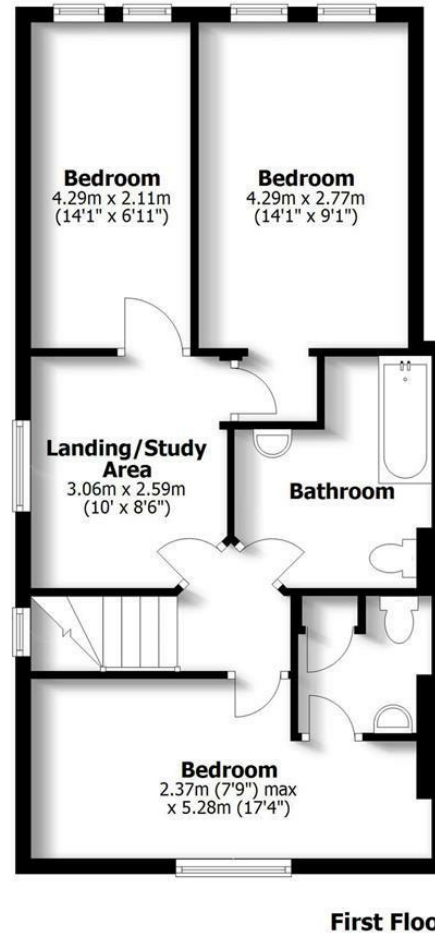 Bedroom
4.29m x 2.11m
(14'1" x 6'11")
Bedroom
4.29m x 2.77m
(14'1" x 9'1")
Landing/Study
Area
3.06m x 2.59m
(10' x 8'6")
Bathroom
Bedroom
2.37m (7'9") max
x 5.28m (17'4")
First Floo